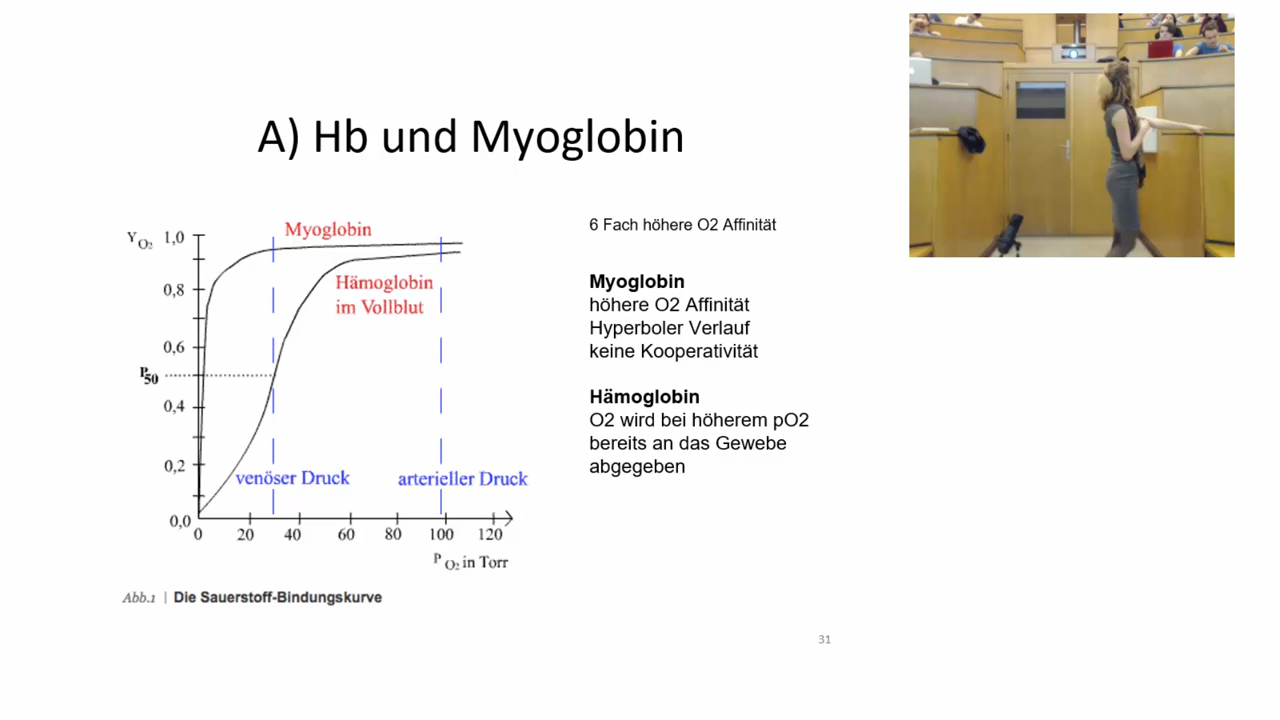 A) Hb und Myoglobin
Y O2
1,0
0,8
0,6
P50
0,4
0,2
0,0
Myoglobin
Hämoglobin
im Vollblut
venöser Druck
arterieller Druck
0 20 40 60 80 100 120
P O2 in Torr
Abb.1 | Die Sauerstoff-Bindungskurve
6 Fach höhere O2 Affinität
Myoglobin
höhere O2 Affinität
Hyperboler Verlauf
keine Kooperativität
Hämoglobin
O2 wird bei höherem pO2
bereits an das Gewebe
abgegeben
31